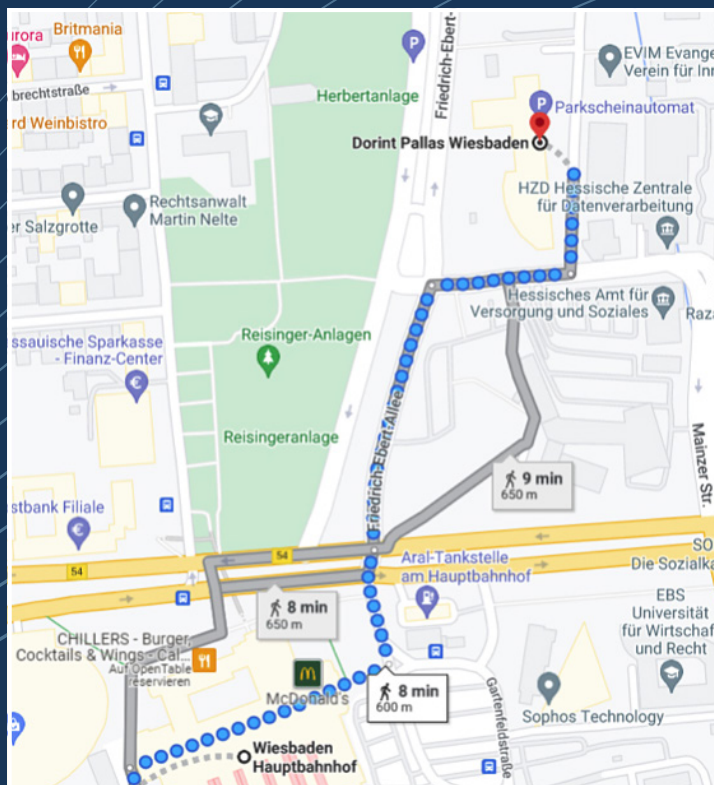 Britmania
brechtstraße
rd Weinbistro
Herbertanlage
Friedrich-Ebert-
EVIM Evange
Verein für Inn
Parkscheinautomat
Dorint Pallas Wiesbaden
HZD Hessische Zentrale
für Datenverarbeitung
Rechtsanwalt
Martin Nelte
er Salzgrotte
Hessisches Amt für
Versorgung und Soziales
Raza
ssauische Sparkasse
- Finanz-Center
Reisinger-Anlagen
Reisingeranlage
Friedrich-Ebert-Allee
Mainzer Str.
9 min
650 m
stbank Filiale
54
54
Aral-Tankstelle
am Hauptbahnhof
SO
Die Sozialka
8 min
650 m
EBS
Universität
für Wirtschaf
und Recht
CHILLERS - Burger,
Cocktails & Wings - Cal...
Auf OpenTable
reservieren
McDonald's
8 min
600 m
Gartenfeldstraße
Sophos Technology
Wiesbaden
Hauptbahnhof